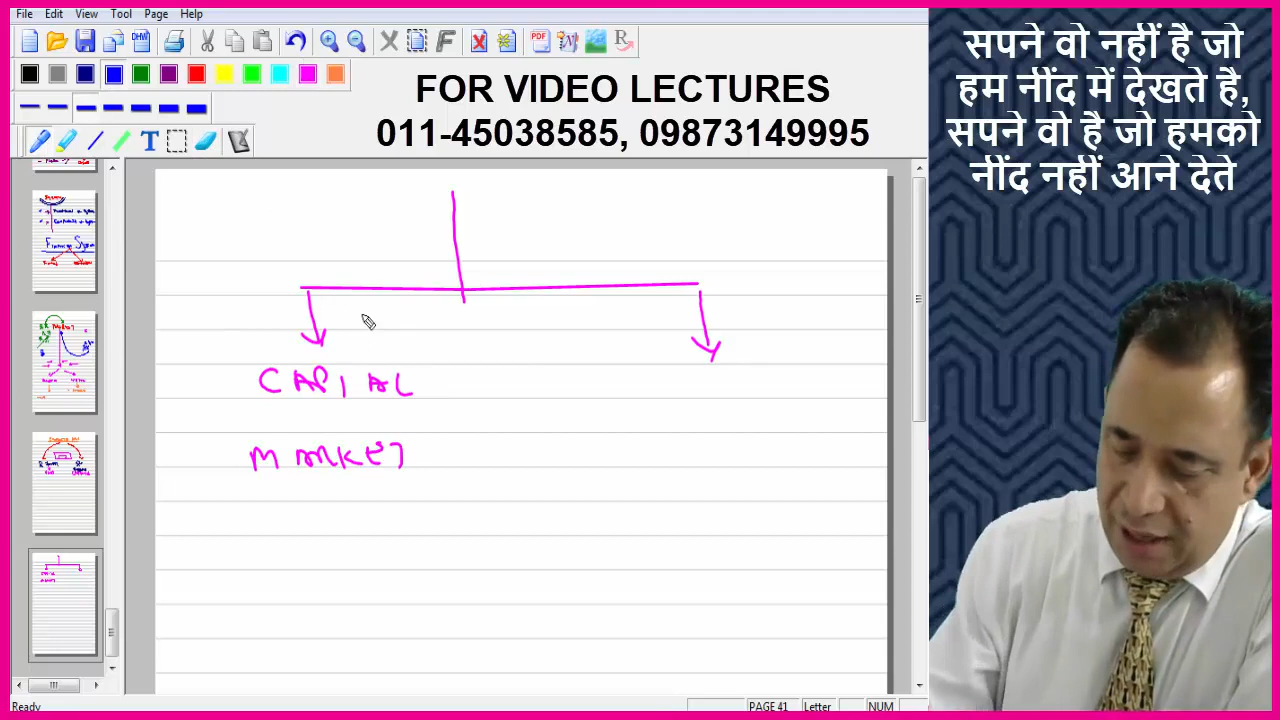 File Edit View Tool Page Help
FOR VIDEO LECTURES
011-45038585, 09873149995
सपने वो नहीं है जो
हम नींद में देखते है,
सपने वो है जो हमको
नींद नहीं आने देते
CAPIAL
MARKET
Ready PAGE 41 Letter NUM